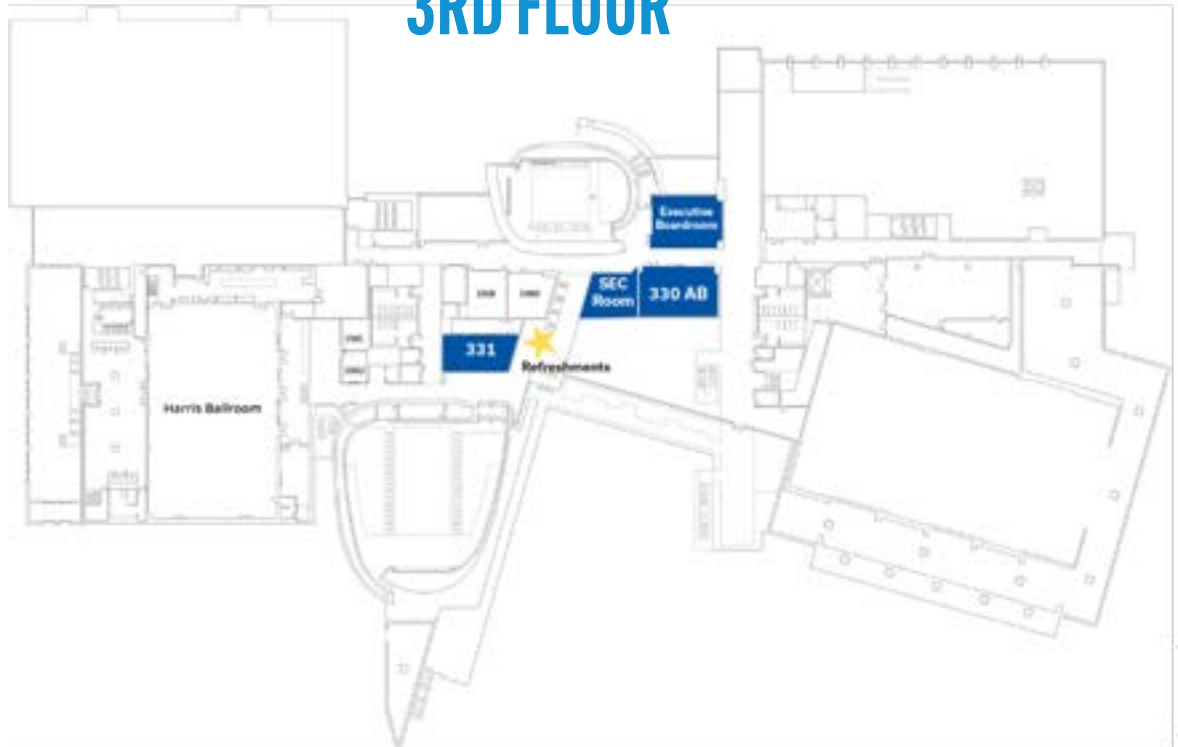 3RD FLOOR
Executive
Boardroom
SEC
Room
330 AB
331
Refreshments
Harris Ballroom